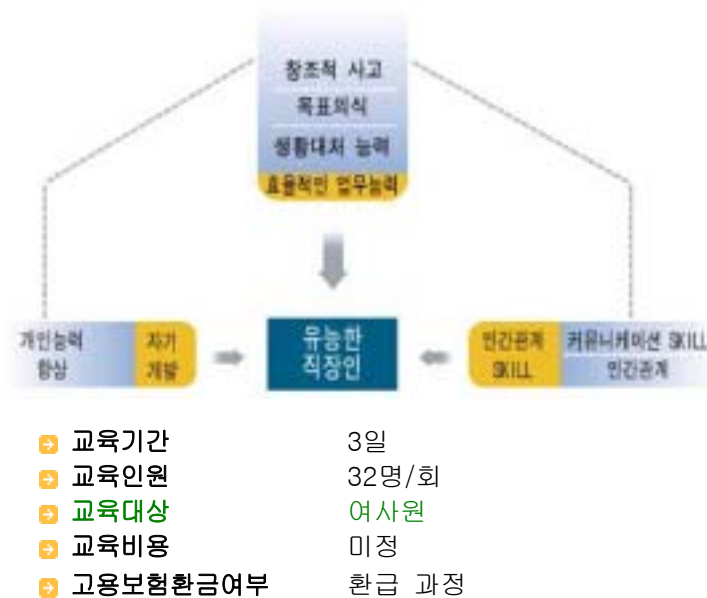 창조적 사고
목표의식
상황대처 능력
효율적인 업무능력
개인능력
향상
자기
개발
유능한
직장인
인간관계
SKILL
커뮤니케이션 SKILL
인간관계
교육기간 3일
교육인원 32명/회
교육대상 여사원
교육비용 미정
고용보험환금여부 환급 과정